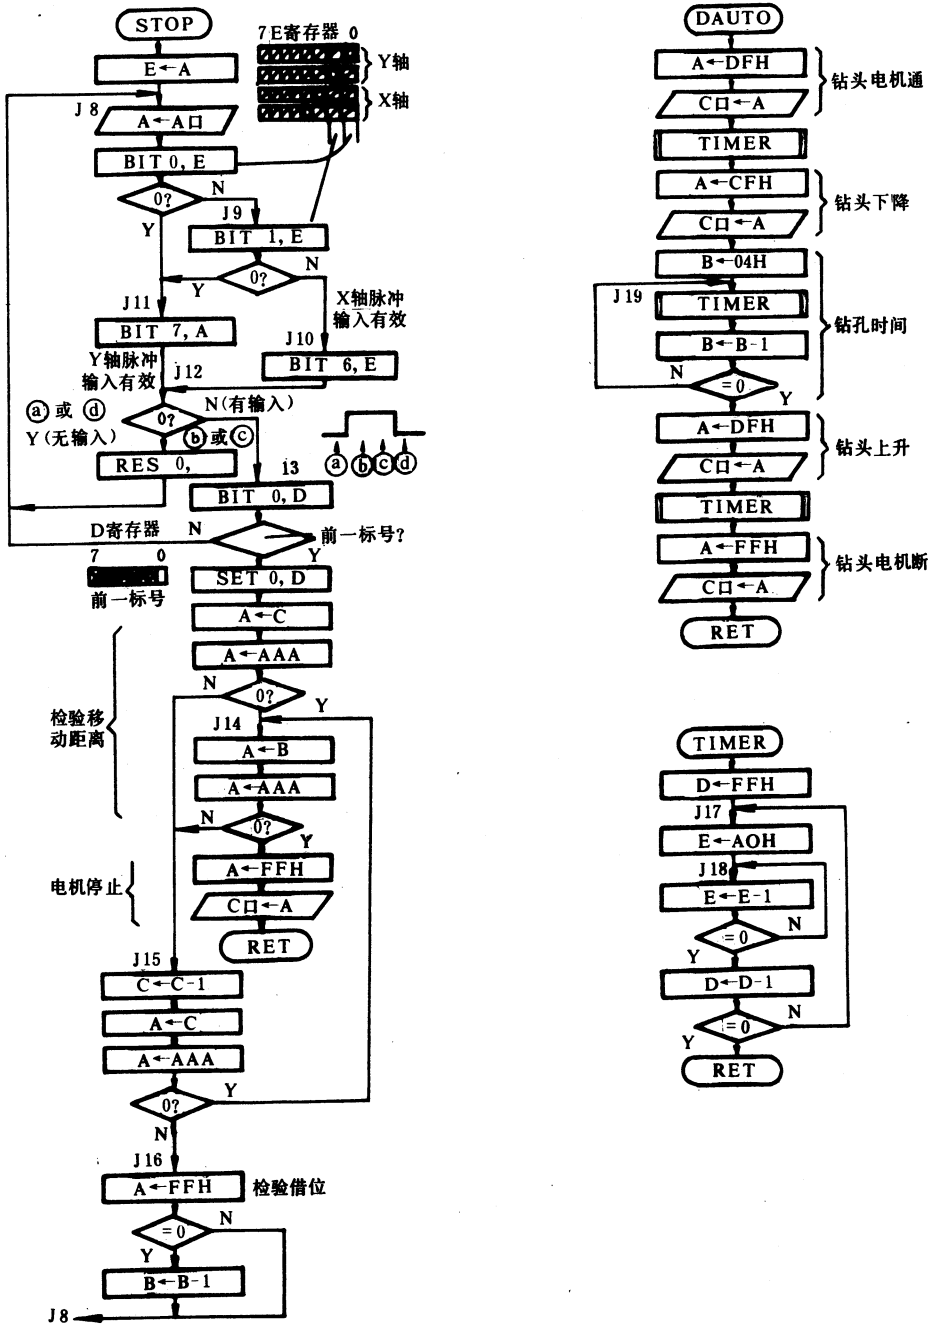 STOP
7 E寄存器 0
Y轴
X轴
E←A
J8
A←A口
BIT 0, E
0?
N
Y
J9
BIT 1, E
0?
N
Y
J11
BIT 7, A
X轴脉冲
输入有效
J10
BIT 6, E
Y轴脉冲
输入有效
J12
ⓐ或ⓓ
Y(无输入)
0?
N(有输入)
ⓑ或ⓒ
ⓐ ⓑ ⓒ ⓓ
RES 0,
13
BIT 0, D
N
前一标号?
Y
D寄存器
7 0
前一标号
SET 0, D
A←C
A←AAA
N
0?
Y
检验移
动距离
J14
A←B
A←AAA
N
0?
Y
A←FFH
电机停止
C口←A
RET
J15
C←C-1
A←C
A←AAA
0?
Y
N
J16
A←FFH
检验借位
=0
N
Y
B←B-1
J8
DAUTO
A←DFH
钻头电机通
C口←A
TIMER
A←CFH
钻头下降
C口←A
B←04H
J19
TIMER
钻孔时间
B←B-1
N
=0
Y
A←DFH
钻头上升
C口←A
TIMER
A←FFH
钻头电机断
C口←A
RET
TIMER
D←FFH
J17
E←AOH
J18
E←E-1
=0
N
Y
D←D-1
=0
N
Y
RET